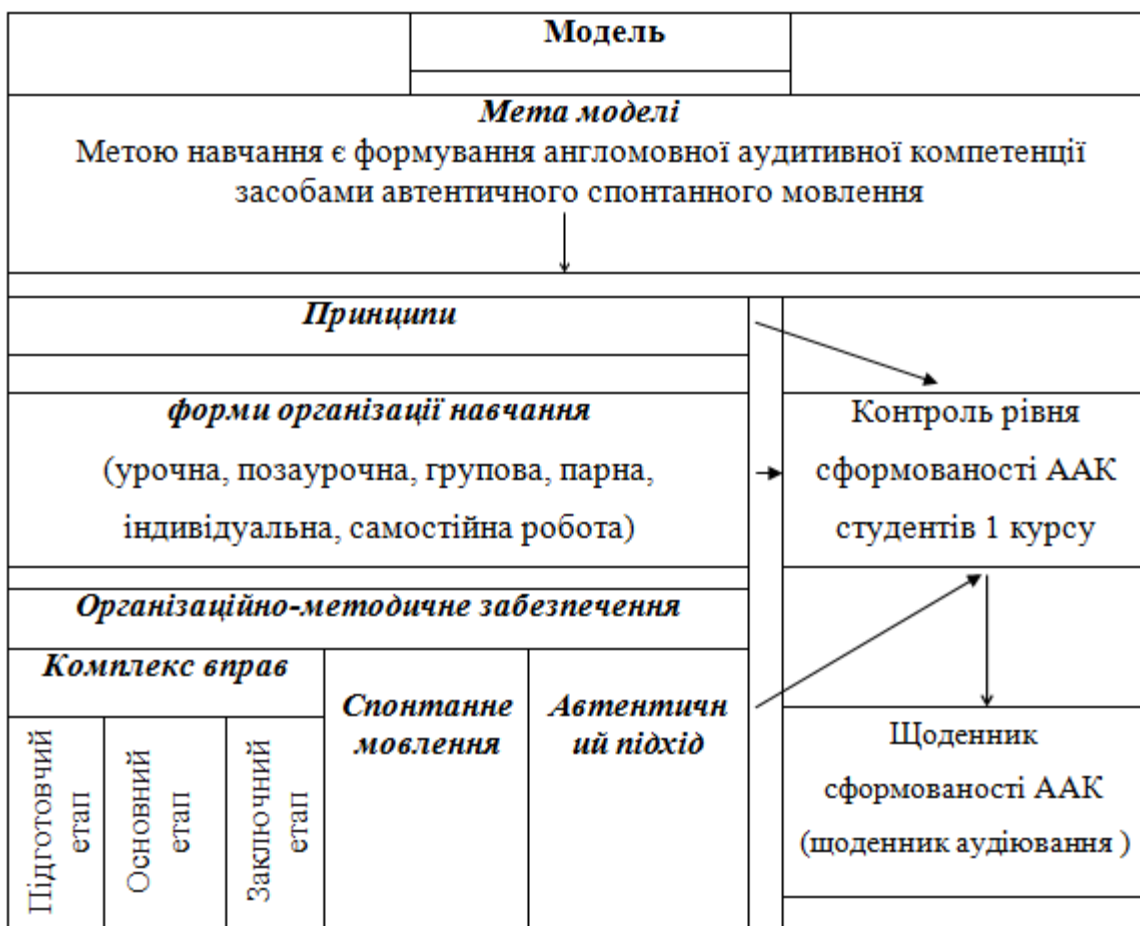 Модель
Мета моделі
Метою навчання є формування англомовної аудитивної компетенції
засобами автентичного спонтанного мовлення
Принципи
форми організації навчання
(урочна, позаурочна, групова, парна,
індивідуальна, самостійна робота)
Контроль рівня
сформованості ААК
студентів 1 курсу
Організаційно-методичне забезпечення
Комплекс вправ
Підготовчий
етап
Основний
етап
Заключний
етап
Спонтанне
мовлення
Автентичн
ий підхід
Щоденник
сформованості ААК
(щоденник аудіювання )